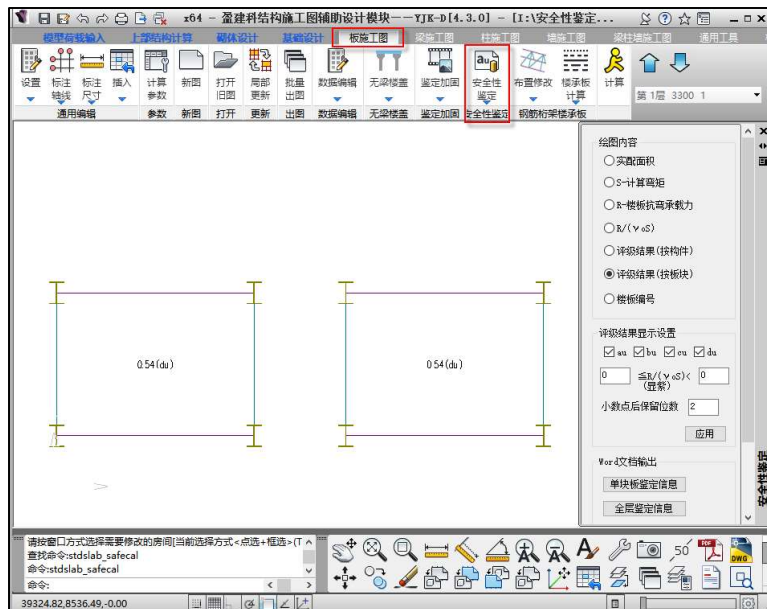 x64 - 盈建科结构施工图辅助设计模块--YJK-D[4.3.0] - [I:\安全性鉴定...
模型荷载输入 上部结构计算 砌体设计 基础设计 板施工图 梁施工图 柱施工图 墙施工图 梁柱墙施工图 通用工具
设置 标注轴线 标注尺寸 插入 计算参数 新图 打开旧图 局部更新 批量出图 数据编辑 无梁楼盖 鉴定加固 安全性鉴定 布置修改 楼承板计算 计算
第 1层 3300 1
通用编辑 参数 新图 打开 更新 出图 数据编辑 无梁楼盖 鉴定加固 安全性鉴定 钢筋桁架楼承板
绘图内容
实配面积
S-计算弯矩
R-楼板抗弯承载力
R/(γoS)
评级结果(按构件)
评级结果(按板块)
楼板编号
评级结果显示设置
au bu cu du
0 ≦R/(γoS)< 0
(显紫)
小数点后保留位数 2
应用
Word文档输出
单块板鉴定信息
全层鉴定信息
安全性鉴定
0.54(du) 0.54(du)
请按窗口方式选择需要修改的房间[当前选择方式<点选+框选>(T
查找命令:stdslab_safecal
命令:stdslab_safecal
命令:
50 PDF DWG
39324.82,8536.49,-0.00